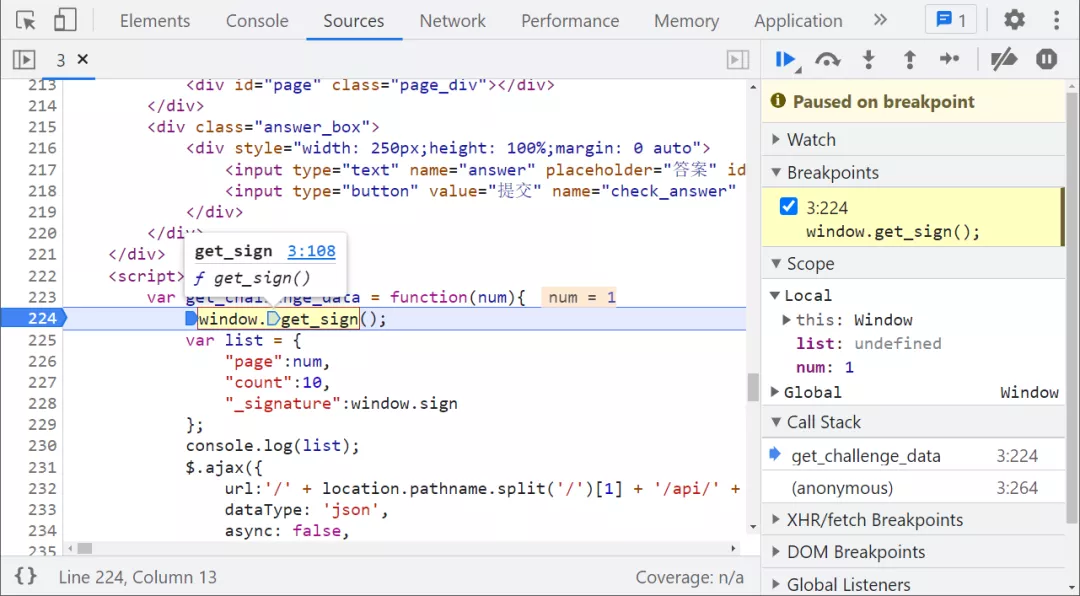 Elements Console Sources Network Performance Memory Application » 1
3 ×
213 <div id="page" class="page_div"></div>
214 </div>
215 <div class="answer_box">
216 <div style="width: 250px;height: 100%;margin: 0 auto">
217 <input type="text" name="answer" placeholder="答案" id
218 <input type="button" value="提交" name="check_answer"
219 </div>
220 </div>
221 </div>
222 <script>
get_sign 3:108
ƒ get_sign()
223 var get_challenge_data = function(num){ num = 1
224 window.get_sign();
225 var list = {
226 "page":num,
227 "count":10,
228 "_signature":window.sign
229 };
230 console.log(list);
231 $.ajax({
232 url:'/' + location.pathname.split('/')[1] + '/api/' +
233 dataType: 'json',
234 async: false,
235
{} Line 224, Column 13 Coverage: n/a
Paused on breakpoint
Watch
Breakpoints
3:224
window.get_sign();
Scope
Local
this: Window
list: undefined
num: 1
Global Window
Call Stack
get_challenge_data 3:224
(anonymous) 3:264
XHR/fetch Breakpoints
DOM Breakpoints
Global Listeners